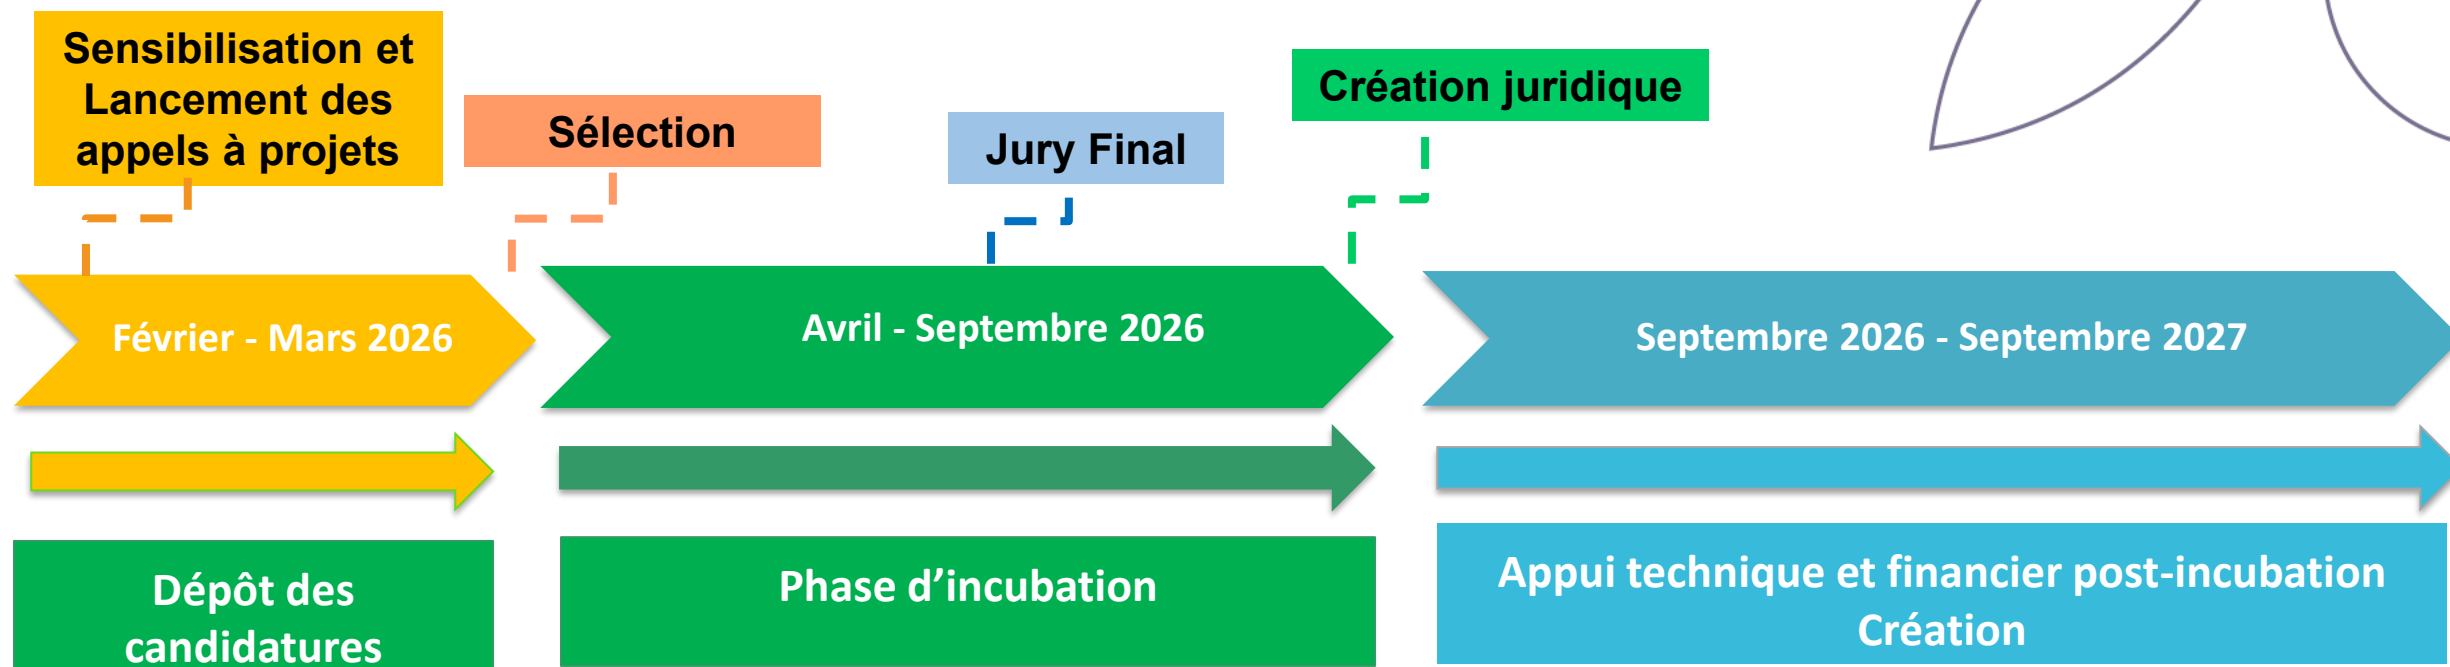 Sensibilisation et
Lancement des
appels à projets
Sélection
Jury Final
Création juridique
Février - Mars 2026
Avril - Septembre 2026
Septembre 2026 - Septembre 2027
Dépôt des
candidatures
Phase d’incubation
Appui technique et financier post-incubation
Création